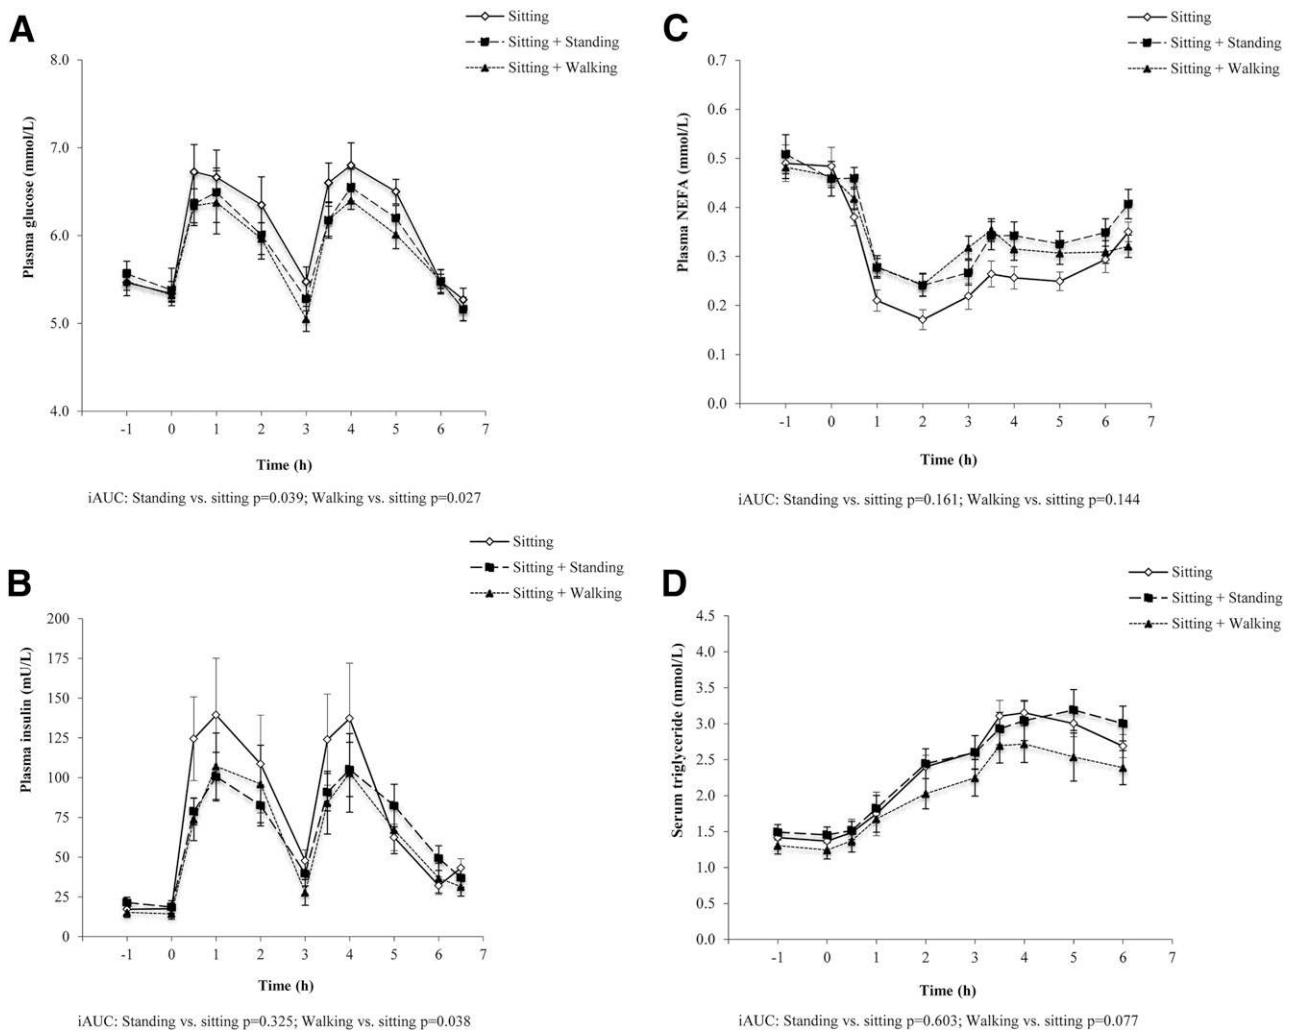 A
Sitting
Sitting + Standing
Sitting + Walking
8.0
7.0
6.0
5.0
4.0
Plasma glucose (mmol/L)
-1 0 1 2 3 4 5 6 7
Time (h)
iAUC: Standing vs. sitting p=0.039; Walking vs. sitting p=0.027
B
Sitting
Sitting + Standing
Sitting + Walking
200
175
150
125
100
75
50
25
0
Plasma insulin (mU/L)
-1 0 1 2 3 4 5 6 7
Time (h)
iAUC: Standing vs. sitting p=0.325; Walking vs. sitting p=0.038
C
Sitting
Sitting + Standing
Sitting + Walking
0.7
0.6
0.5
0.4
0.3
0.2
0.1
0.0
Plasma NEFA (mmol/L)
-1 0 1 2 3 4 5 6 7
Time (h)
iAUC: Standing vs. sitting p=0.161; Walking vs. sitting p=0.144
D
Sitting
Sitting + Standing
Sitting + Walking
4.5
4.0
3.5
3.0
2.5
2.0
1.5
1.0
0.5
0.0
Serum triglyceride (mmol/L)
-1 0 1 2 3 4 5 6 7
Time (h)
iAUC: Standing vs. sitting p=0.603; Walking vs. sitting p=0.077